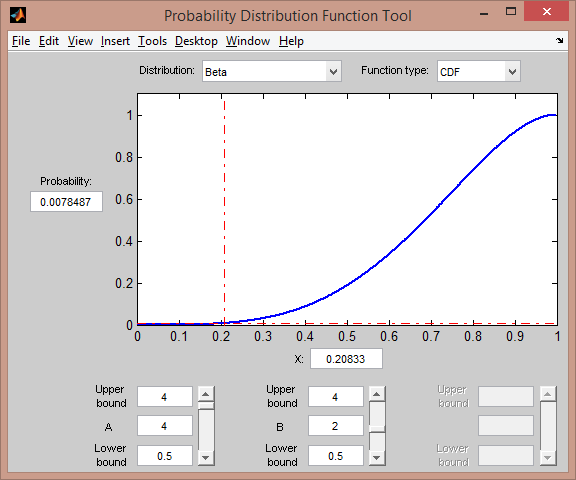 Probability Distribution Function Tool
File Edit View Insert Tools Desktop Window Help
Distribution: Beta Function type: CDF
Probability:
0.0078487
1
0.8
0.6
0.4
0.2
0
0 0.1 0.2 0.3 0.4 0.5 0.6 0.7 0.8 0.9 1
X: 0.20833
Upper bound 4
A 4
Lower bound 0.5
Upper bound 4
B 2
Lower bound 0.5
Upper bound
Lower bound